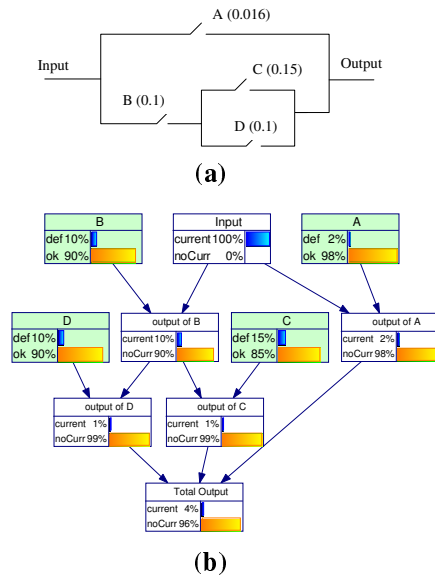 A (0.016)
Input
C (0.15)
Output
B (0.1)
D (0.1)
(a)
B
def 10%
ok 90%
Input
current 100%
noCurr 0%
A
def 2%
ok 98%
D
def 10%
ok 90%
output of B
current 10%
noCurr 90%
C
def 15%
ok 85%
output of A
current 2%
noCurr 98%
output of D
current 1%
noCurr 99%
output of C
current 1%
noCurr 99%
Total Output
current 4%
noCurr 96%
(b)